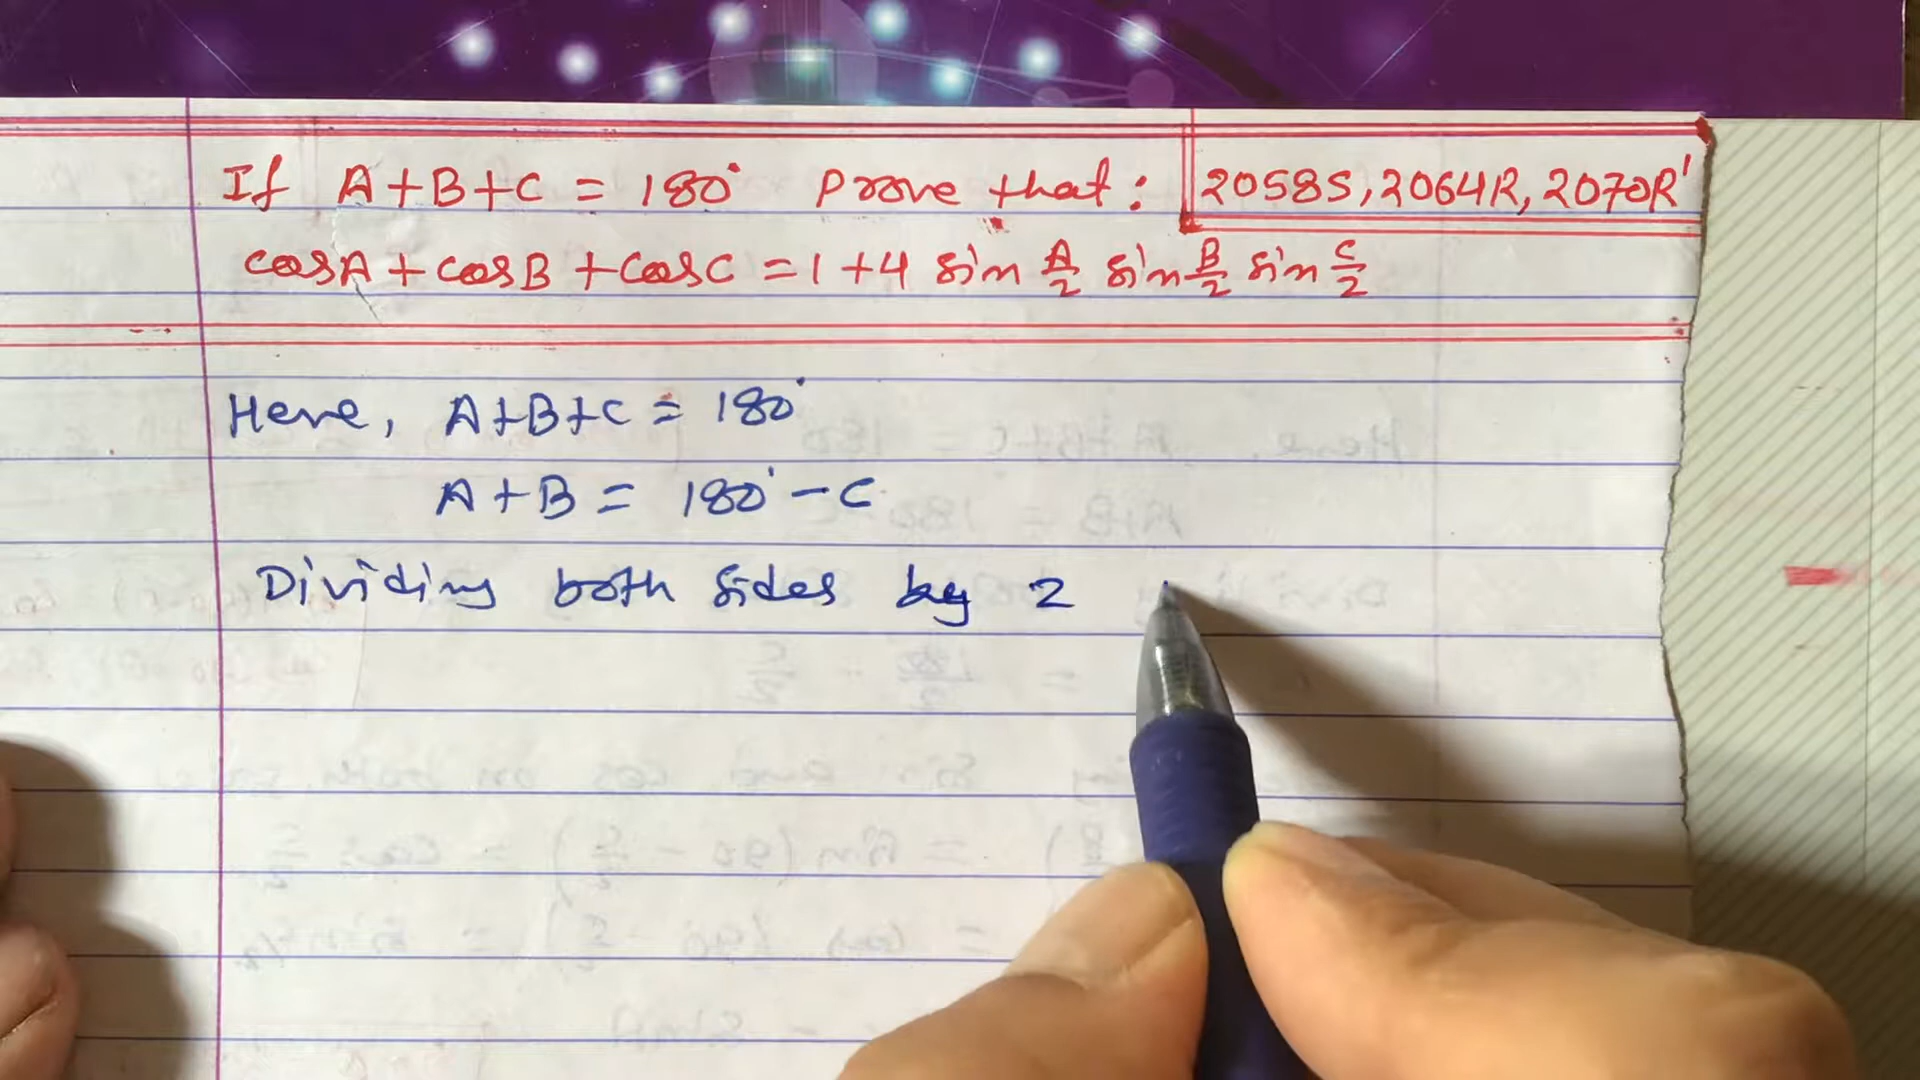 If A+B+C = 180° Prove that: 2058S, 2064R, 2070R'
cosA + cosB + cosC = 1 + 4 sin A/2 sin B/2 sin C/2
Here, A+B+C = 180°
A+B = 180° - C
Dividing both sides by 2